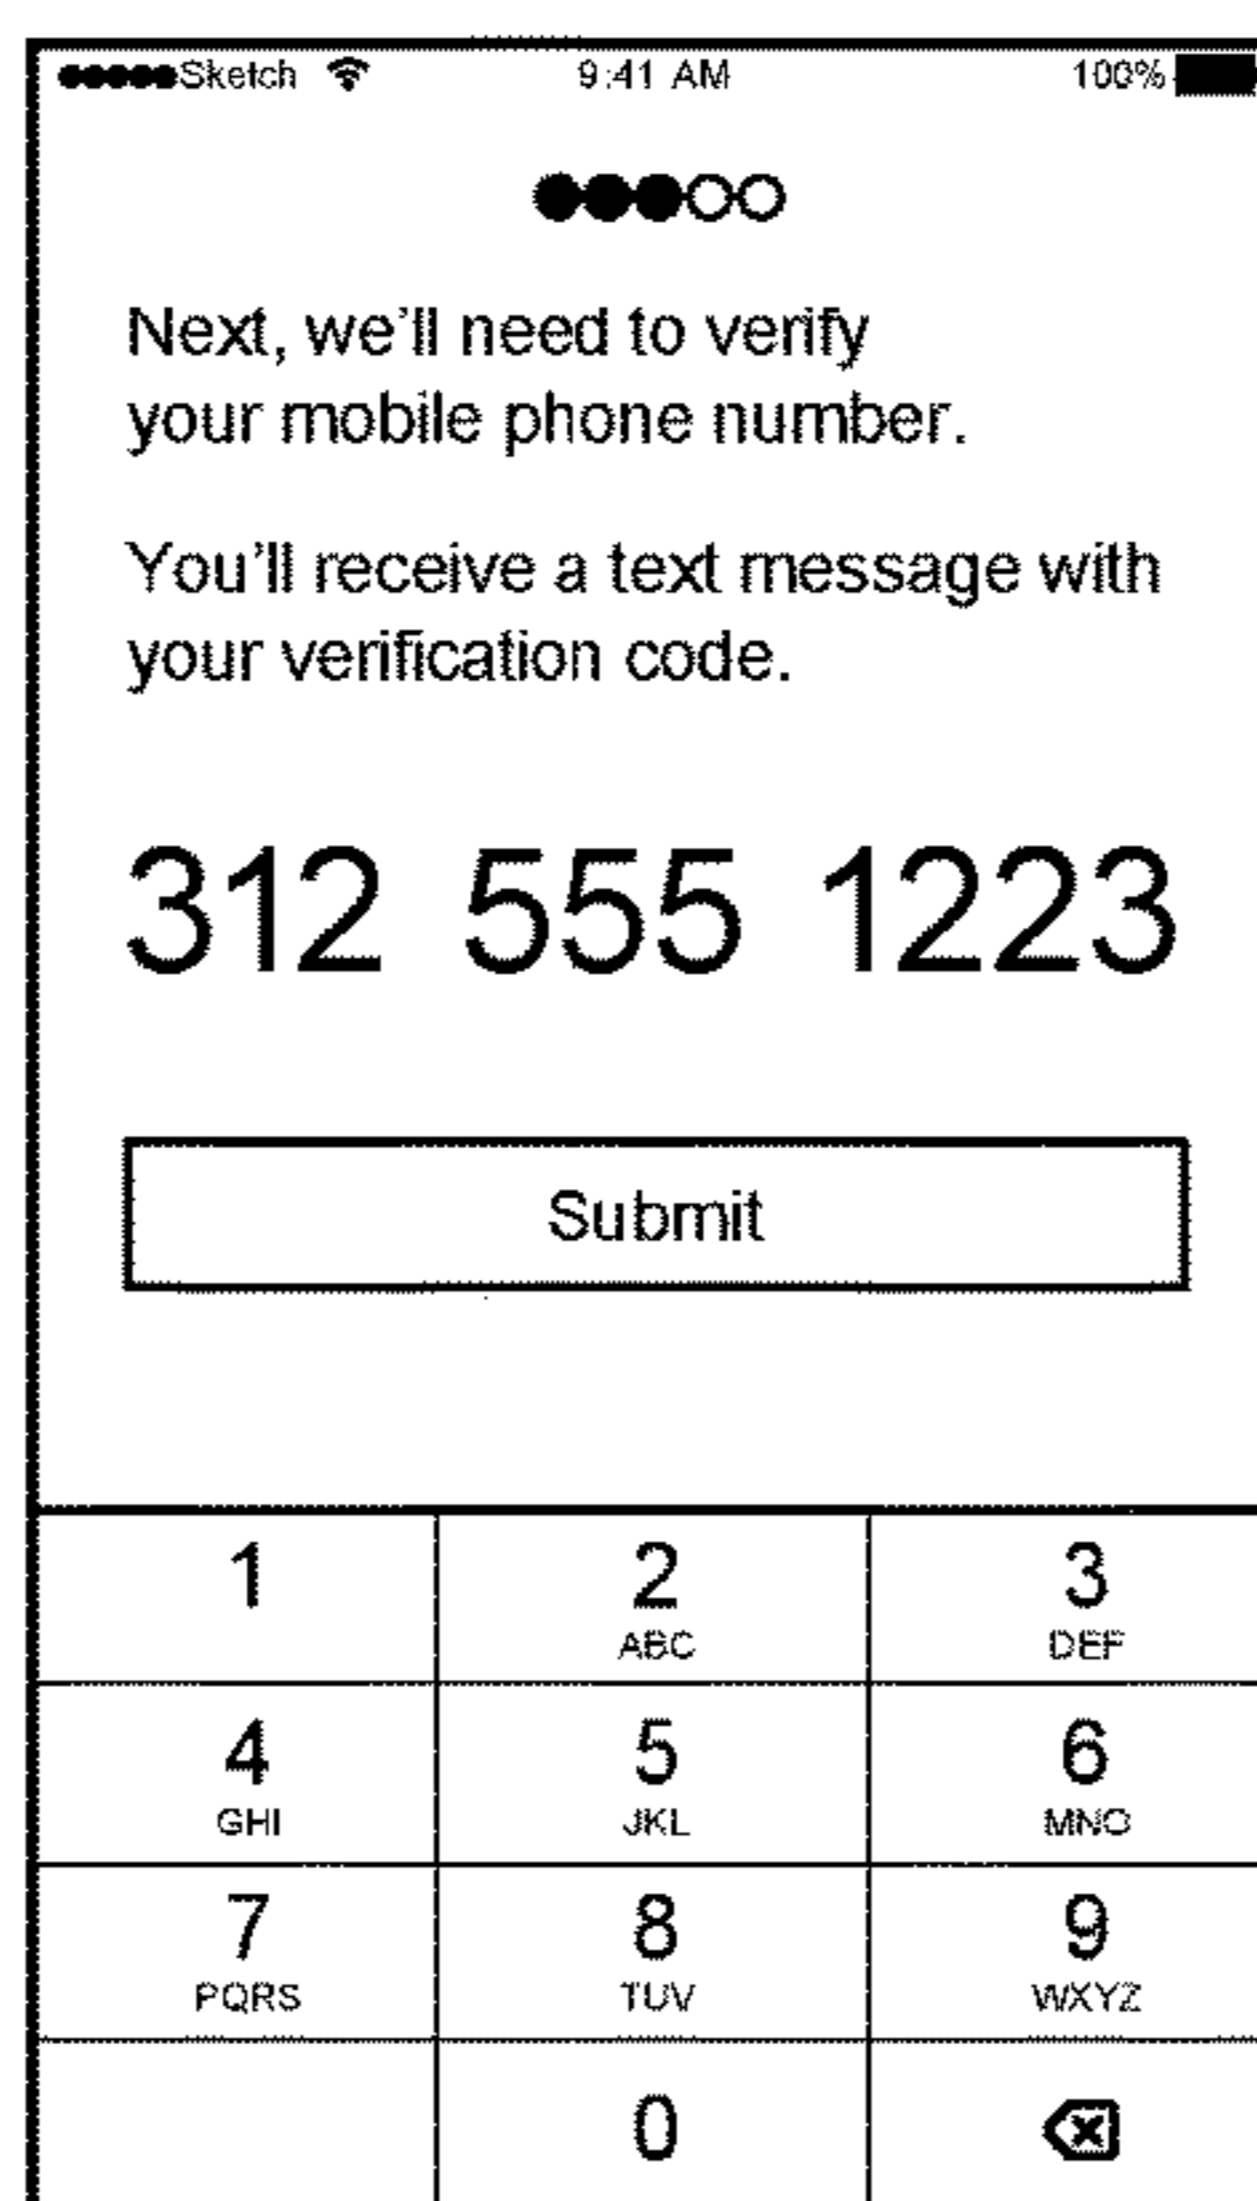 Sketch 9:41 AM 100%
Next, we'll need to verify
your mobile phone number.
You'll receive a text message with
your verification code.
312 555 1223
Submit
1 2 3
ABC DEF
4 5 6
GHI JKL MNO
7 8 9
PQRS TUV WXYZ
0